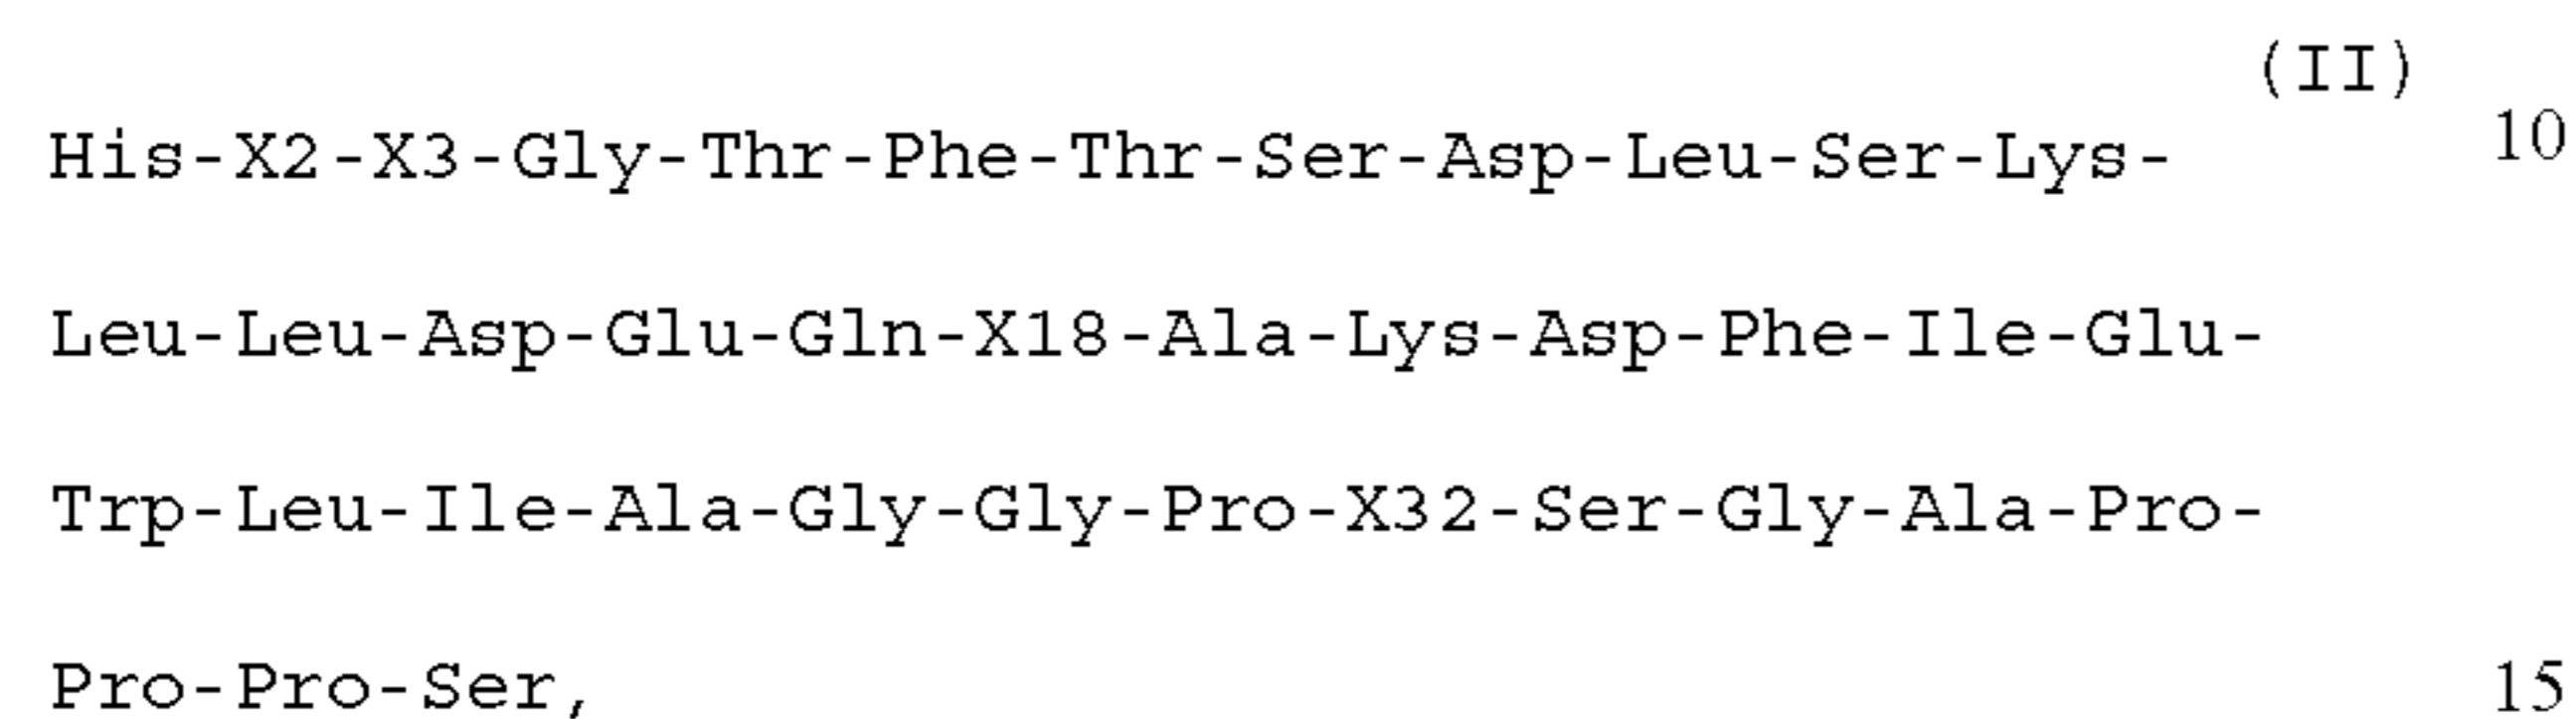 (II)
His-X2-X3-Gly-Thr-Phe-Thr-Ser-Asp-Leu-Ser-Lys- 10
Leu-Leu-Asp-Glu-Gln-X18-Ala-Lys-Asp-Phe-Ile-Glu-
Trp-Leu-Ile-Ala-Gly-Gly-Pro-X32-Ser-Gly-Ala-Pro-
Pro-Pro-Ser, 15